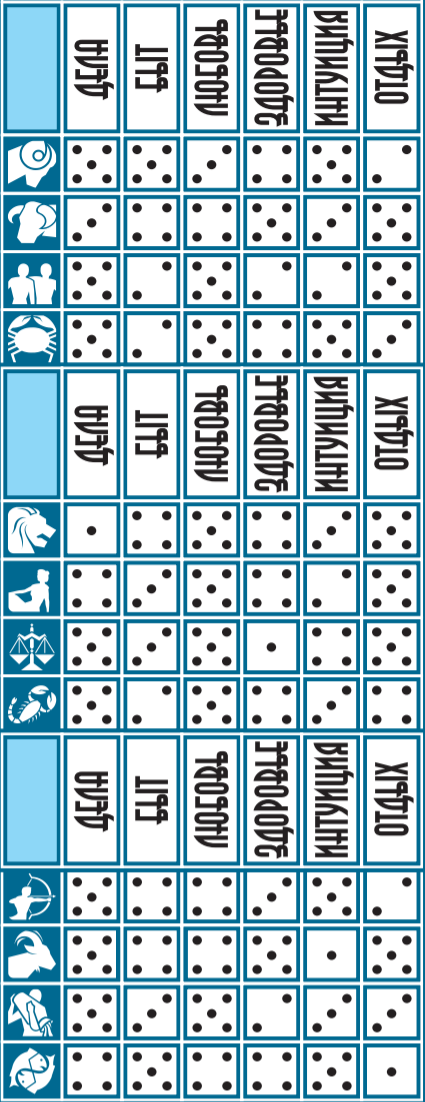 ДЕЛА
БЫТ
ЛЮБОВЬ
ЗДОРОВЬЕ
ИНТУИЦИЯ
ОТДЫХ
ДЕЛА
БЫТ
ЛЮБОВЬ
ЗДОРОВЬЕ
ИНТУИЦИЯ
ОТДЫХ
ДЕЛА
БЫТ
ЛЮБОВЬ
ЗДОРОВЬЕ
ИНТУИЦИЯ
ОТДЫХ